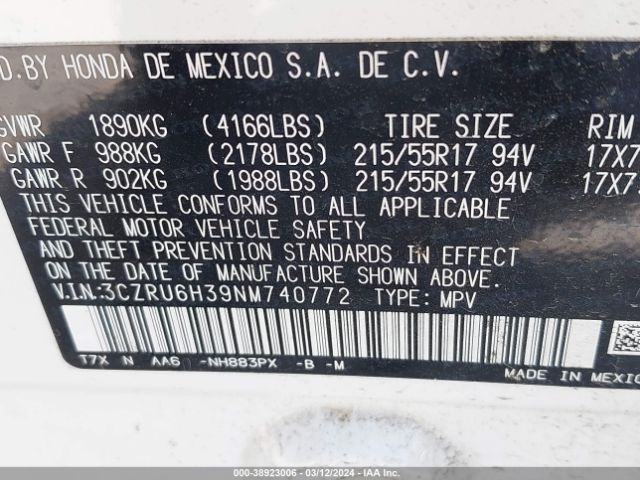 D.BY HONDA DE MEXICO S.A. DE C.V.
GVWR 1890KG (4166LBS) TIRE SIZE RIM
GAWR F 988KG (2178LBS) 215/55R17 94V 17X7
GAWR R 902KG (1988LBS) 215/55R17 94V 17X7
THIS VEHICLE CONFORMS TO ALL APPLICABLE
FEDERAL MOTOR VEHICLE SAFETY
AND THEFT PREVENTION STANDARDS IN EFFECT
ON THE DATE OF MANUFACTURE SHOWN ABOVE.
V.I.N:3CZRU6H39NM740772 TYPE: MPV
T7X N AA6 -NH883PX -B -M
MADE IN MEXICO
000-38923006 - 03/12/2024 - IAA Inc.